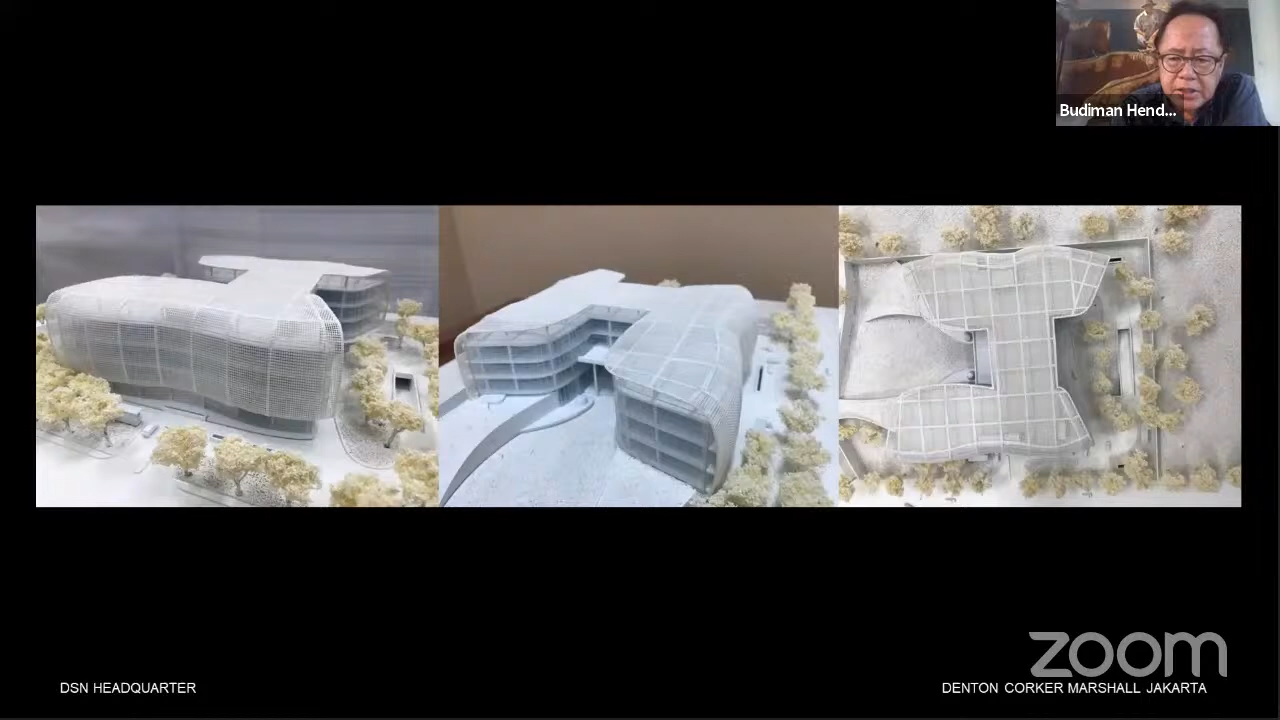 Budiman Hend...
zoom
DSN HEADQUARTER
DENTON CORKER MARSHALL JAKARTA